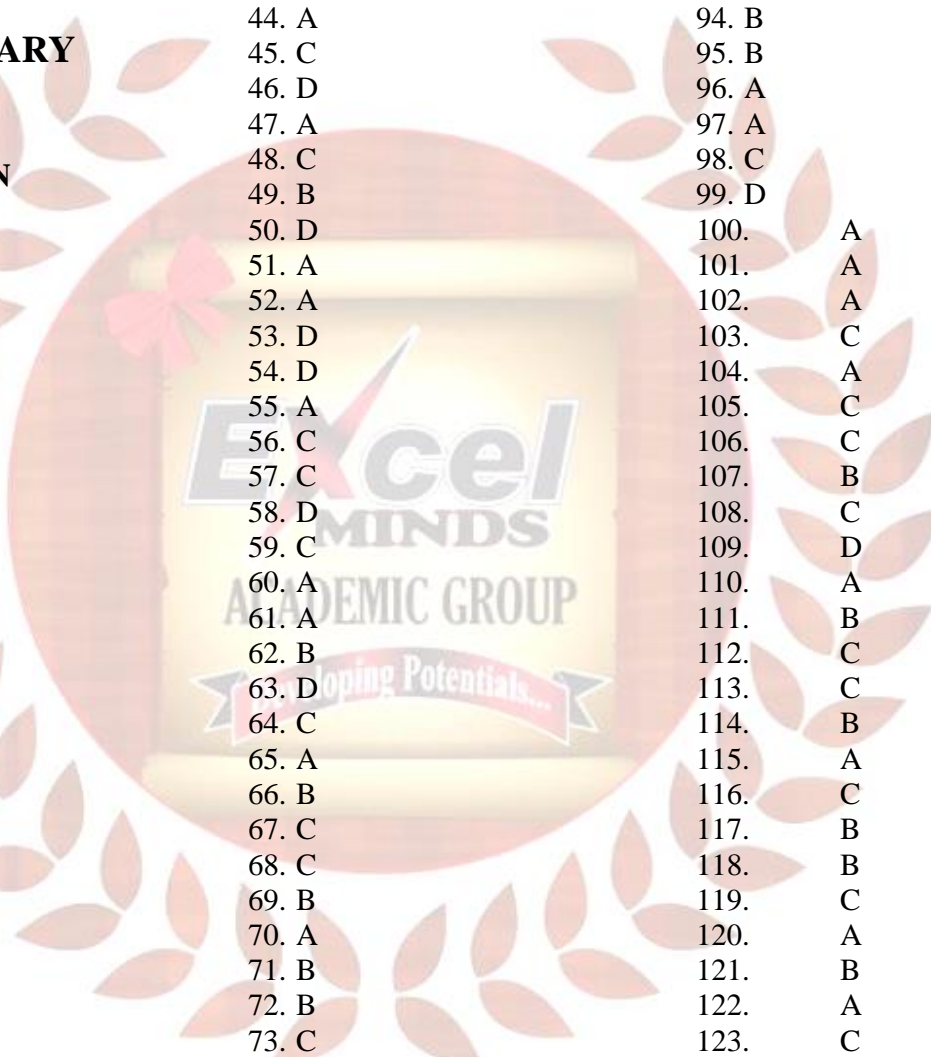 ARY
N
44. A
45. C
46. D
47. A
48. C
49. B
50. D
51. A
52. A
53. D
54. D
55. A
56. C
57. C
58. D
59. C
60. A
61. A
62. B
63. D
64. C
65. A
66. B
67. C
68. C
69. B
70. A
71. B
72. B
73. C
94. B
95. B
96. A
97. A
98. C
99. D
100. A
101. A
102. A
103. C
104. A
105. C
106. C
107. B
108. C
109. D
110. A
111. B
112. C
113. C
114. B
115. A
116. C
117. B
118. B
119. C
120. A
121. B
122. A
123. C
EXcel
MINDS
ACADEMIC GROUP
Developing Potentials...